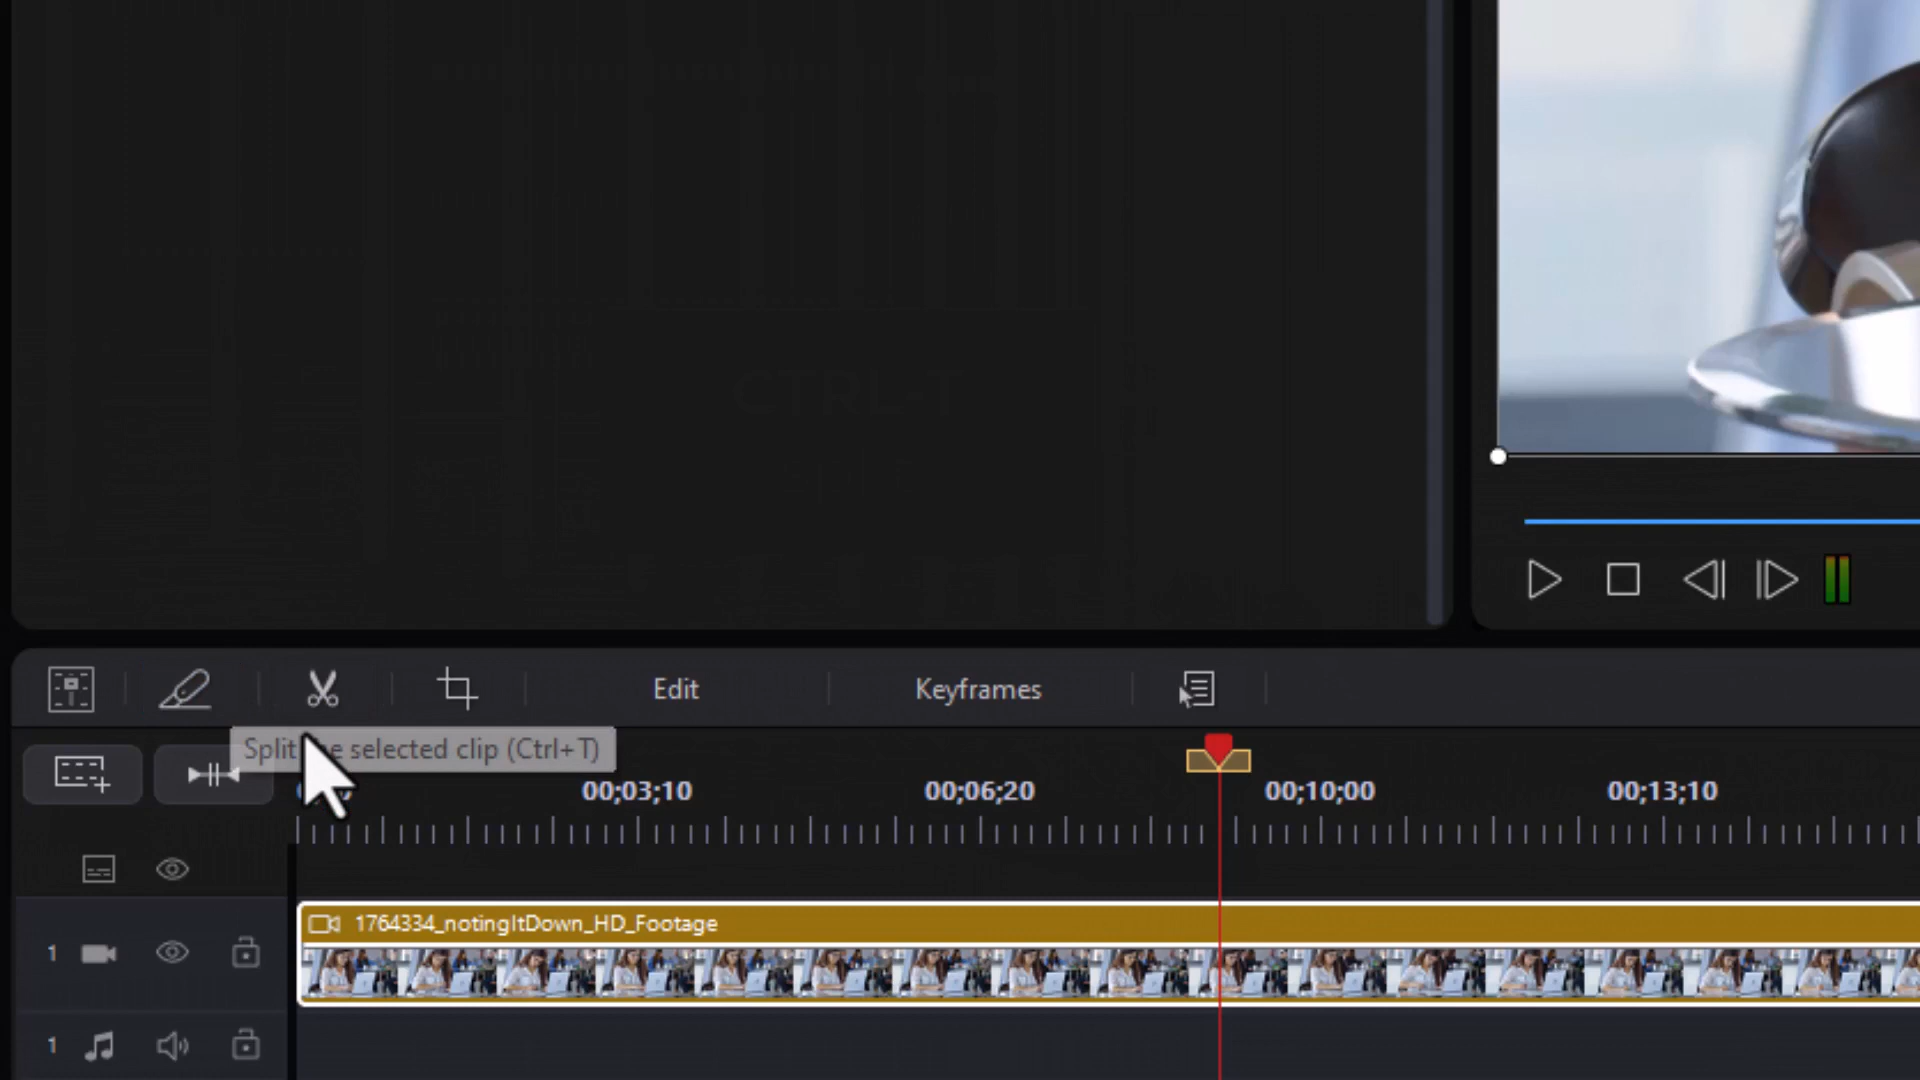 CTRL+T
Edit
Keyframes
Split selected clip (Ctrl+T)
00;03;10
00;06;20
00;10;00
00;13;10
1764334_notingItDown_HD_Footage
1
1